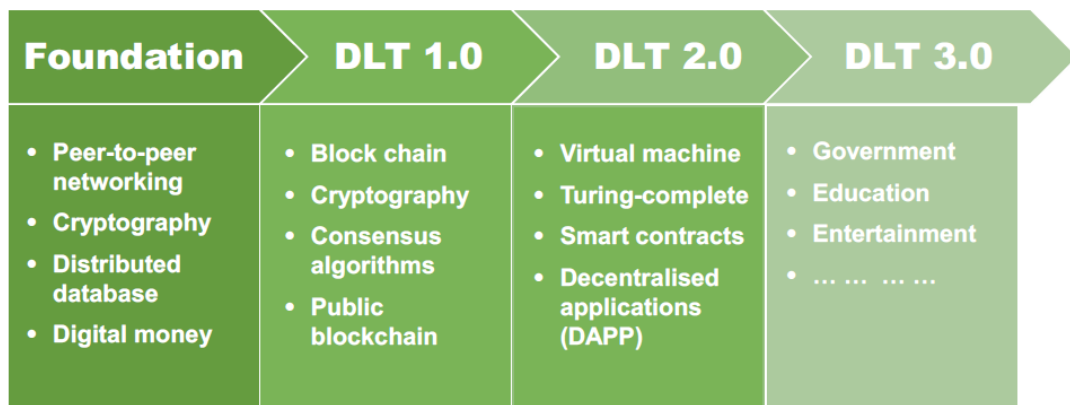 Foundation
DLT 1.0
DLT 2.0
DLT 3.0
• Peer-to-peer
networking
• Cryptography
• Distributed
database
• Digital money
• Block chain
• Cryptography
• Consensus
algorithms
• Public
blockchain
• Virtual machine
• Turing-complete
• Smart contracts
• Decentralised
applications
(DAPP)
• Government
• Education
• Entertainment
• … … … …